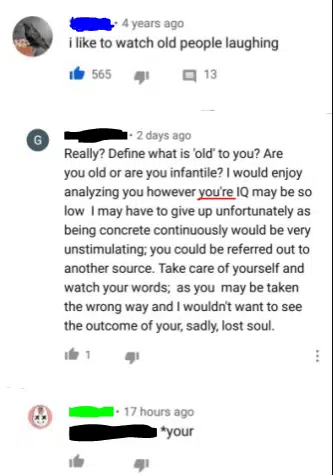 · 4 years ago
i like to watch old people laughing
565 13
G
· 2 days ago
Really? Define what is 'old' to you? Are
you old or are you infantile? I would enjoy
analyzing you however you're IQ may be so
low I may have to give up unfortunately as
being concrete continuously would be very
unstimulating; you could be referred out to
another source. Take care of yourself and
watch your words; as you may be taken
the wrong way and I wouldn't want to see
the outcome of your, sadly, lost soul.
1
· 17 hours ago
*your